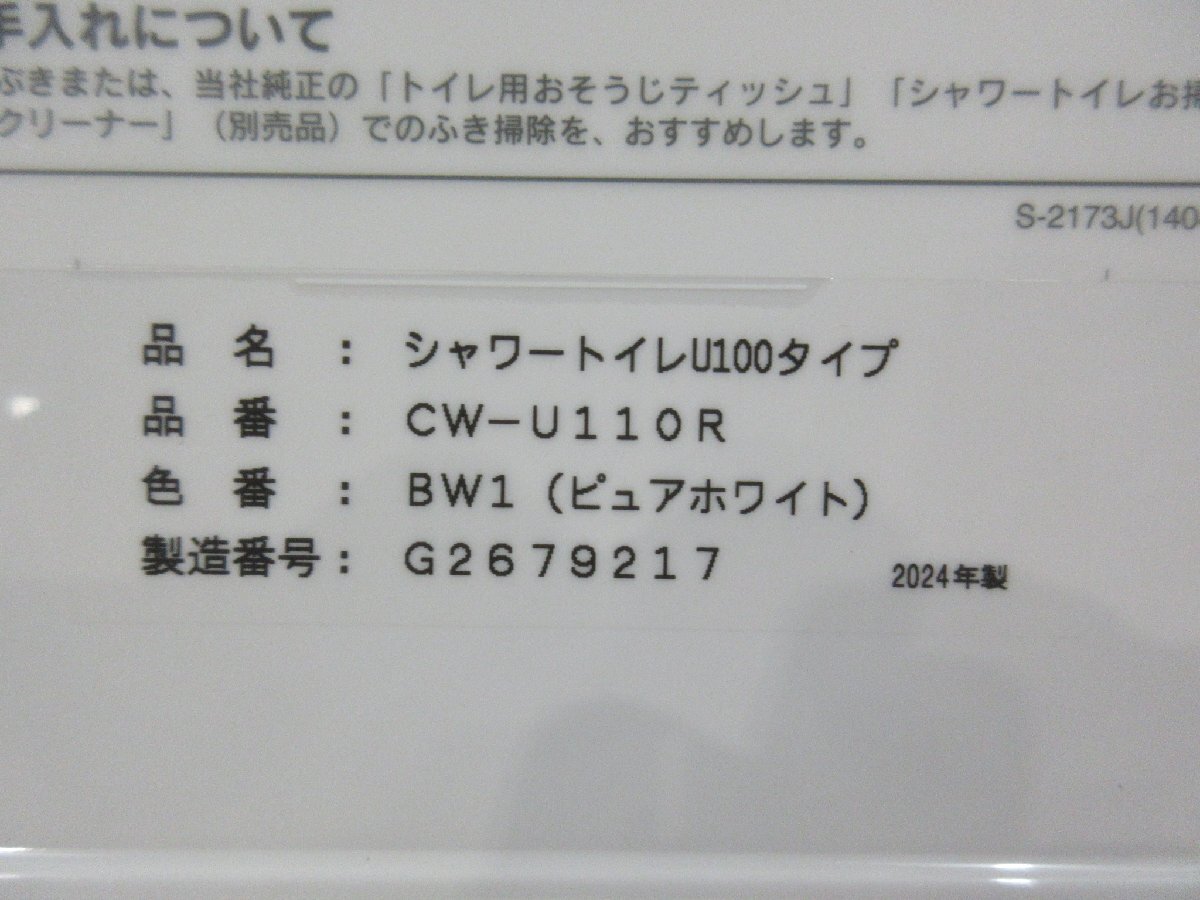 手入れについて
ぶきまたは、当社純正の「トイレ用おそうじティッシュ」「シャワートイレお掃
クリーナー」(別売品)でのふき掃除を、おすすめします。
S-2173J(140
品 名 : シャワートイレU100タイプ
品 番 : CW-U110R
色 番 : BW1 (ピュアホワイト)
製造番号: G2679217 2024年製